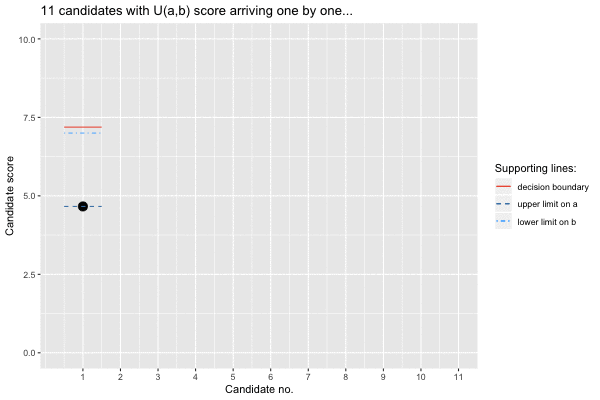 11 candidates with U(a,b) score arriving one by one...
Candidate score
10.0
7.5
5.0
2.5
0.0
1 2 3 4 5 6 7 8 9 10 11
Candidate no.
Supporting lines:
decision boundary
upper limit on a
lower limit on b